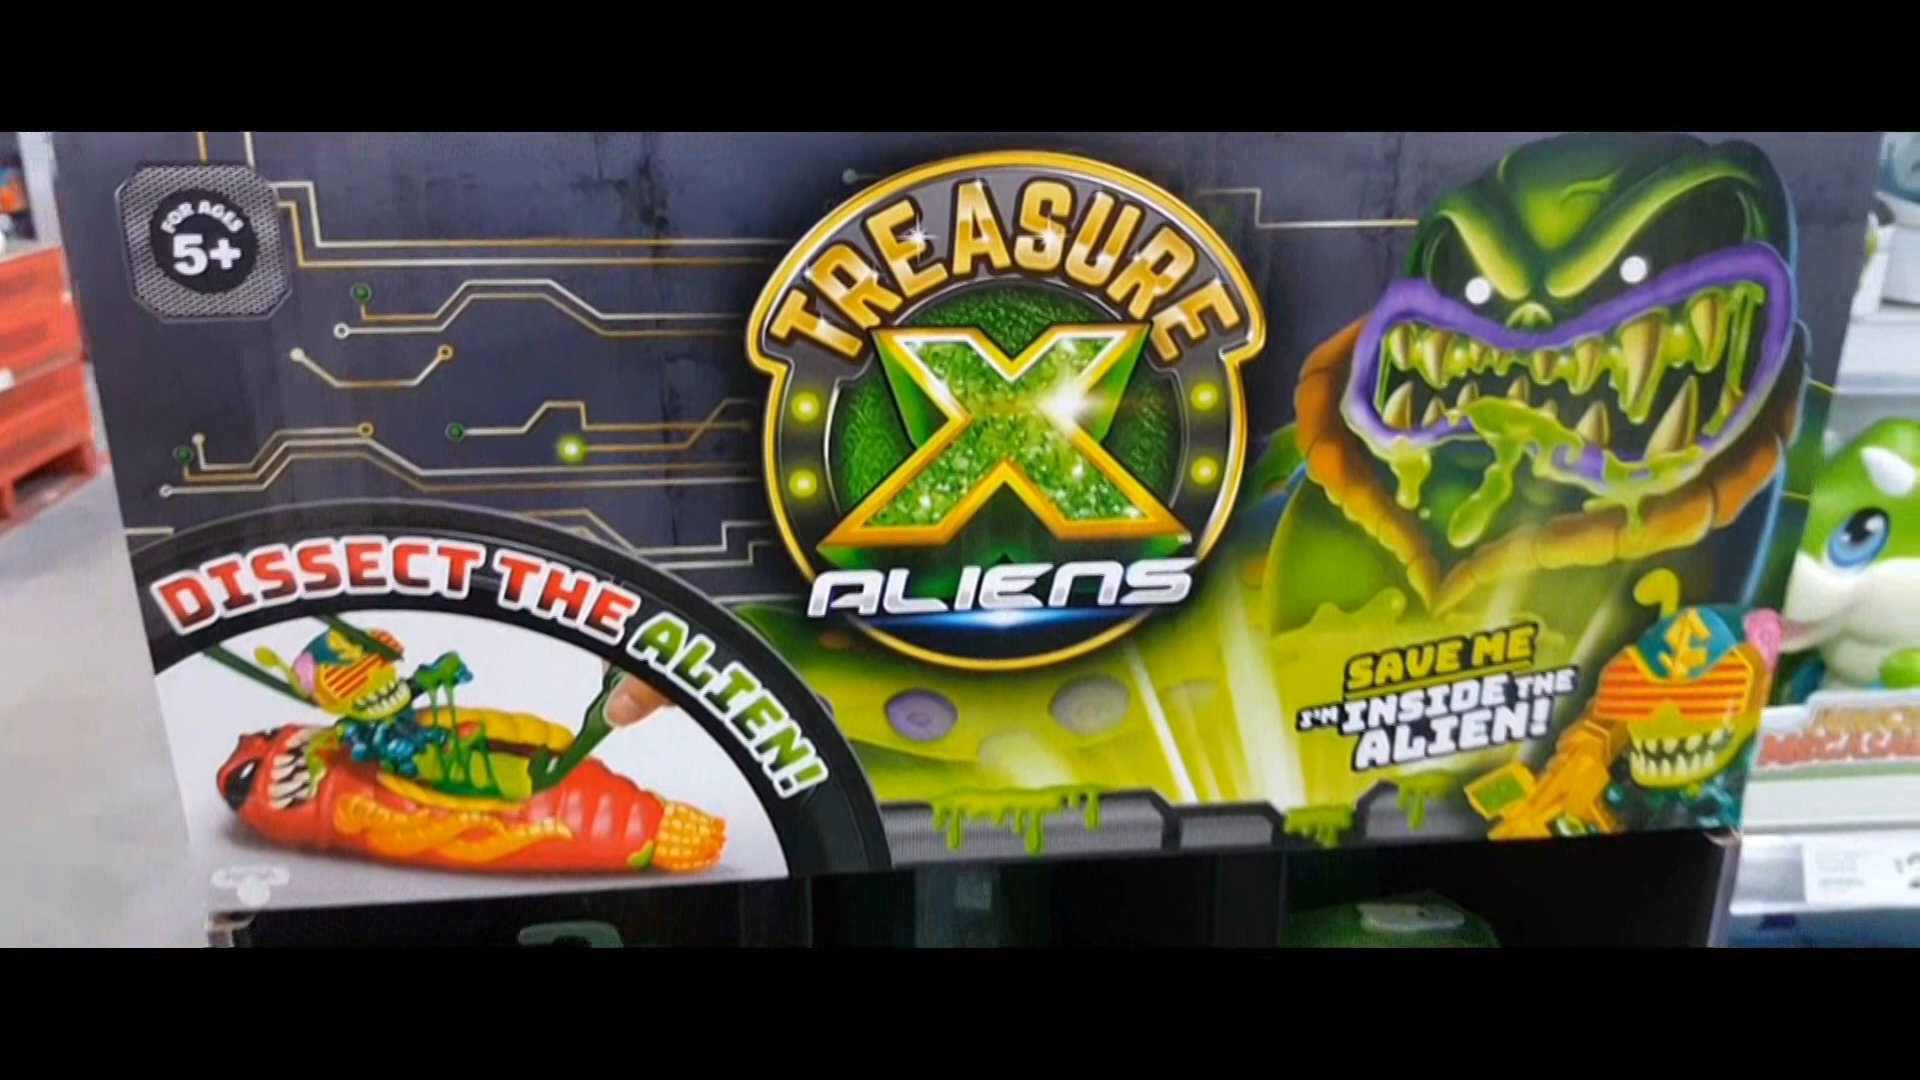 FOR AGES
5+
TREASURE
X
ALIENS
DISSECT THE ALIEN!
SAVE ME
I'M INSIDE THE
ALIEN!